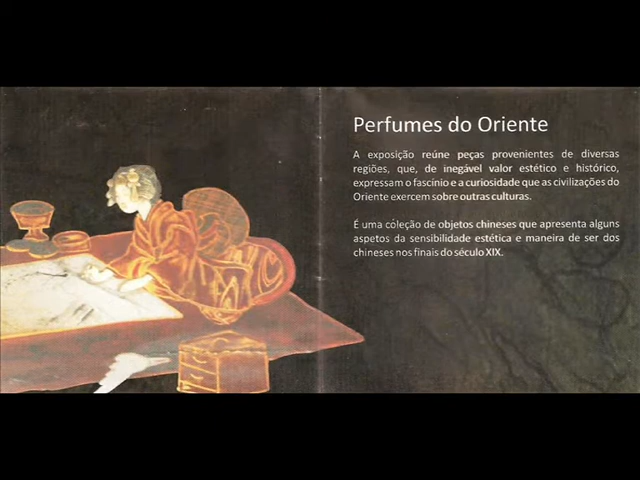 Perfumes do Oriente
A exposição reúne peças provenientes de diversas
regiões, que, de inegável valor estético e histórico,
expressam o fascínio e a curiosidade que as civilizações do
Oriente exercem sobre outras culturas.
É uma coleção de objetos chineses que apresenta alguns
aspetos da sensibilidade estética e maneira de ser dos
chineses nos finais do século XIX.